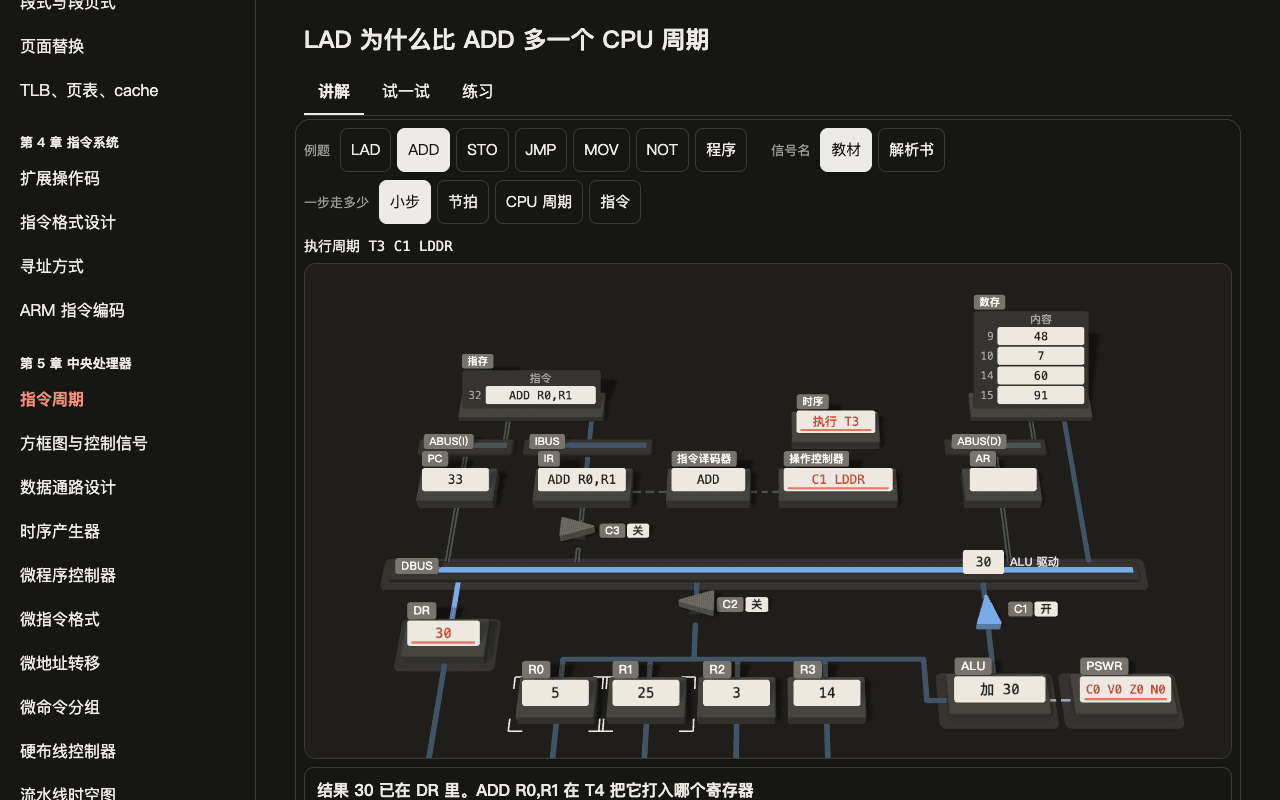 段式与段页式
页面替换
TLB、页表、cache
第 4 章 指令系统
扩展操作码
指令格式设计
寻址方式
ARM 指令编码
第 5 章 中央处理器
指令周期
方框图与控制信号
数据通路设计
时序产生器
微程序控制器
微指令格式
微地址转移
微命令分组
硬布线控制器
流水线时空图
LAD 为什么比 ADD 多一个 CPU 周期
讲解 试一试 练习
例题 LAD ADD STO JMP MOV NOT 程序 信号名 教材 解析书
一步走多少 小步 节拍 CPU 周期 指令
执行周期 T3 C1 LDDR
数存
内容
9 48
10 7
14 60
15 91
指存
指令
32 ADD R0,R1
时序
执行 T3
ABUS(I) IBUS ABUS(D)
PC IR 指令译码器 操作控制器 AR
33 ADD R0,R1 ADD C1 LDDR
C3 关
DBUS 30 ALU 驱动
C2 关 C1 开
DR
30
R0 R1 R2 R3 ALU PSWR
5 25 3 14 加 30 C0 V0 Z0 N0
结果 30 已在 DR 里。ADD R0,R1 在 T4 把它打入哪个寄存器